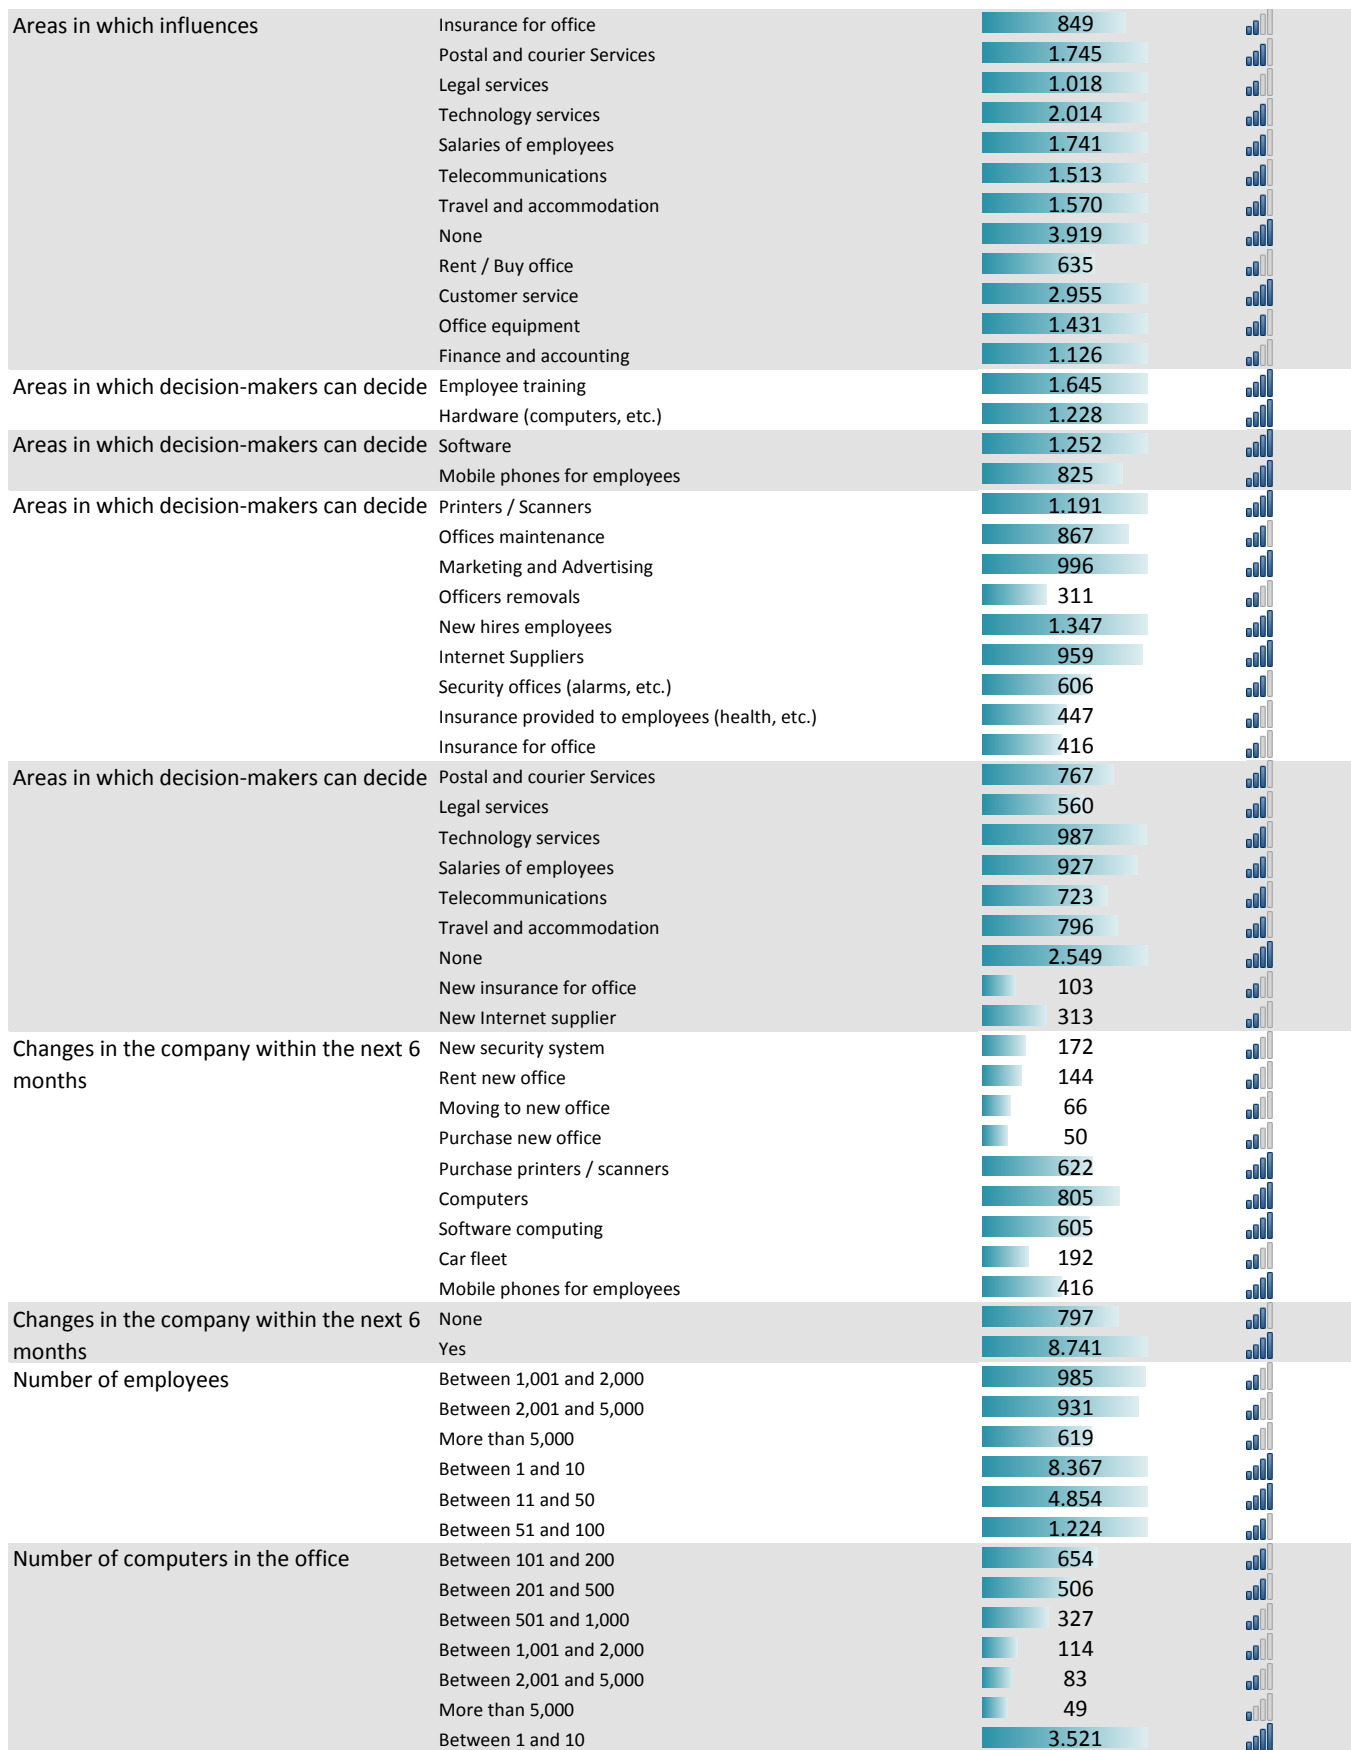 Areas in which influences Insurance for office 849
Postal and courier Services 1.745
Legal services 1.018
Technology services 2.014
Salaries of employees 1.741
Telecommunications 1.513
Travel and accommodation 1.570
None 3.919
Rent / Buy office 635
Customer service 2.955
Office equipment 1.431
Finance and accounting 1.126
Areas in which decision-makers can decide Employee training 1.645
Hardware (computers, etc.) 1.228
Areas in which decision-makers can decide Software 1.252
Mobile phones for employees 825
Areas in which decision-makers can decide Printers / Scanners 1.191
Offices maintenance 867
Marketing and Advertising 996
Officers removals 311
New hires employees 1.347
Internet Suppliers 959
Security offices (alarms, etc.) 606
Insurance provided to employees (health, etc.) 447
Insurance for office 416
Areas in which decision-makers can decide Postal and courier Services 767
Legal services 560
Technology services 987
Salaries of employees 927
Telecommunications 723
Travel and accommodation 796
None 2.549
New insurance for office 103
New Internet supplier 313
Changes in the company within the next 6 New security system 172
months Rent new office 144
Moving to new office 66
Purchase new office 50
Purchase printers / scanners 622
Computers 805
Software computing 605
Car fleet 192
Mobile phones for employees 416
Changes in the company within the next 6 None 797
months Yes 8.741
Number of employees Between 1,001 and 2,000 985
Between 2,001 and 5,000 931
More than 5,000 619
Between 1 and 10 8.367
Between 11 and 50 4.854
Between 51 and 100 1.224
Number of computers in the office Between 101 and 200 654
Between 201 and 500 506
Between 501 and 1,000 327
Between 1,001 and 2,000 114
Between 2,001 and 5,000 83
More than 5,000 49
Between 1 and 10 3.521